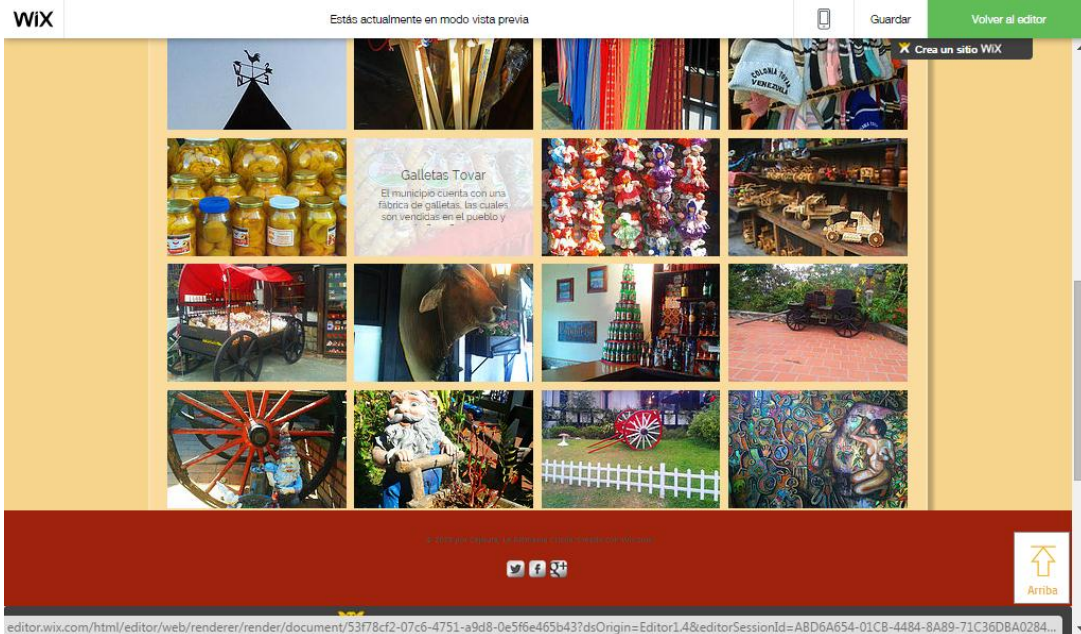 WiX
Estás actualmente en modo vista previa
Guardar
Volver al editor
Crea un sitio WiX
COLONIA TOVAR
VENEZUELA
Galletas Tovar
El municipio cuenta con una
fábrica de galletas, las cuales
son vendidas en el pueblo y
Arriba
editor.wix.com/html/editor/web/renderer/render/document/53f78cf2-07c6-4751-a9d8-0e5f6e465b43?dsOrigin=Editor1.4&editorSessionId=ABD6A654-01CB-4484-8A89-71C36DBA0284...